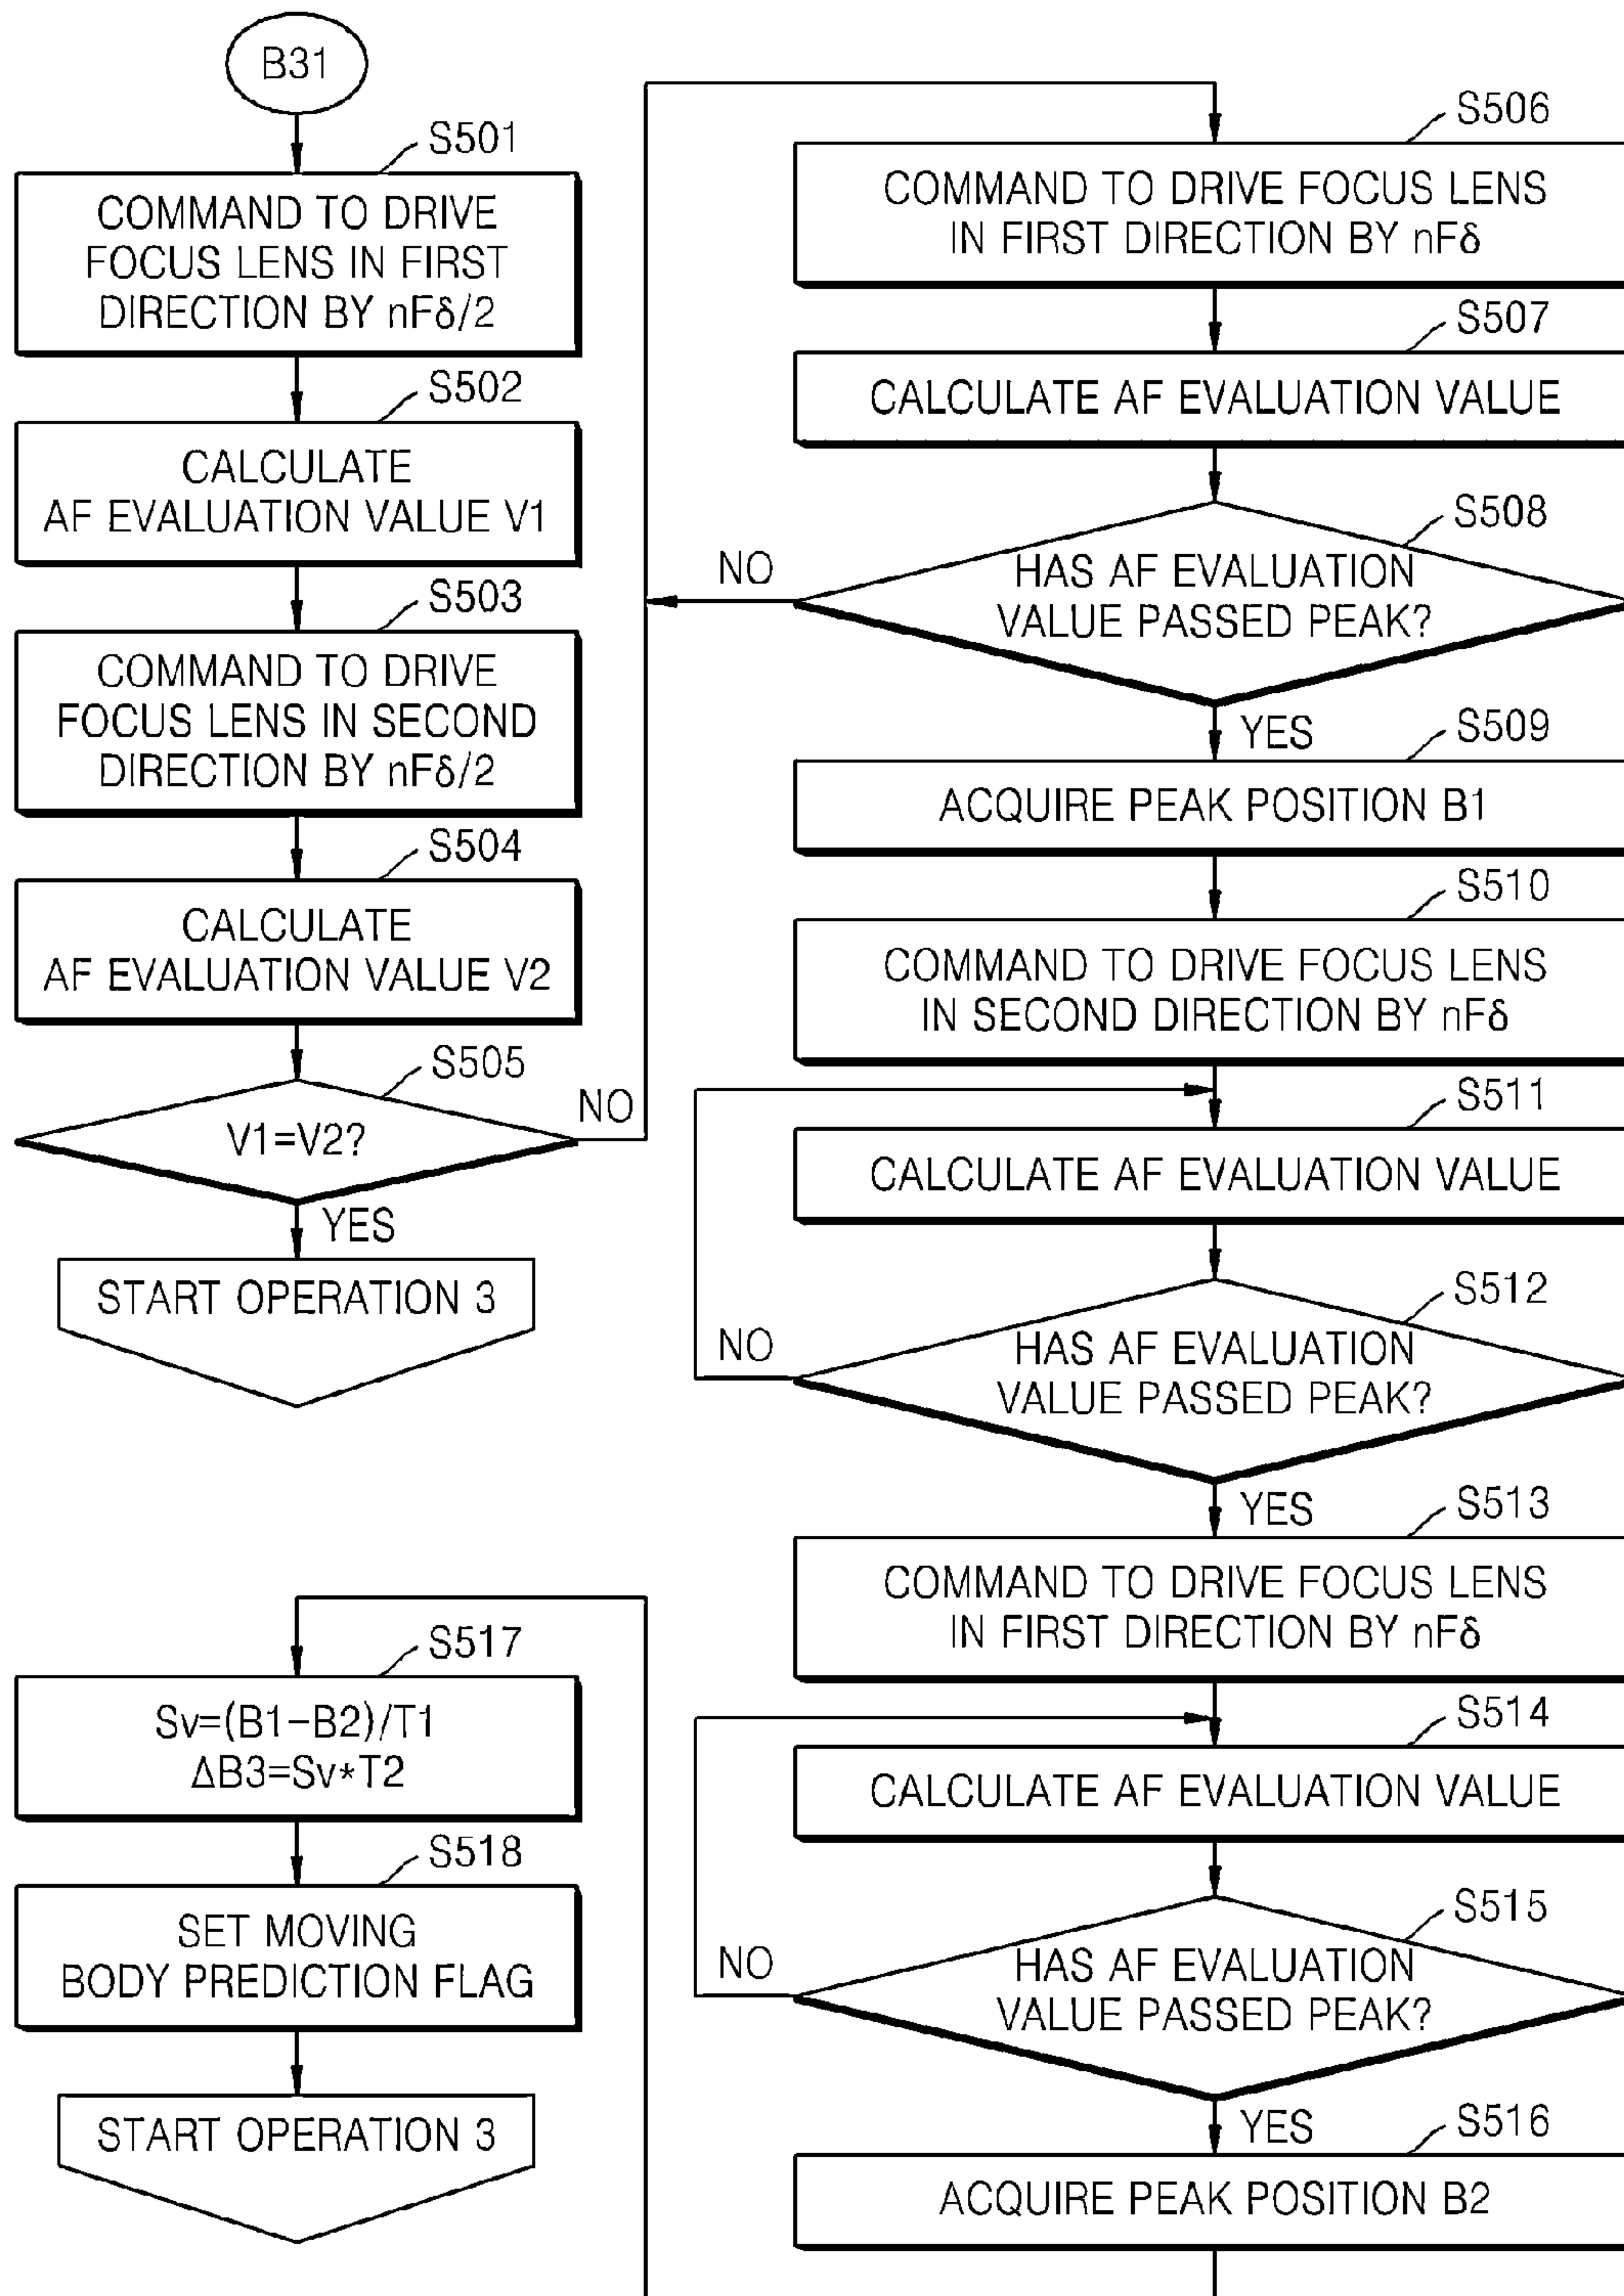 B31
S501
COMMAND TO DRIVE
FOCUS LENS IN FIRST
DIRECTION BY nFδ/2
S502
CALCULATE
AF EVALUATION VALUE V1
S503
COMMAND TO DRIVE
FOCUS LENS IN SECOND
DIRECTION BY nFδ/2
S504
CALCULATE
AF EVALUATION VALUE V2
S505
V1=V2?
NO
YES
START OPERATION 3
S506
COMMAND TO DRIVE FOCUS LENS
IN FIRST DIRECTION BY nFδ
S507
CALCULATE AF EVALUATION VALUE
S508
HAS AF EVALUATION
VALUE PASSED PEAK?
NO
YES
S509
ACQUIRE PEAK POSITION B1
S510
COMMAND TO DRIVE FOCUS LENS
IN SECOND DIRECTION BY nFδ
S511
CALCULATE AF EVALUATION VALUE
S512
HAS AF EVALUATION
VALUE PASSED PEAK?
NO
YES
S513
COMMAND TO DRIVE FOCUS LENS
IN FIRST DIRECTION BY nFδ
S514
CALCULATE AF EVALUATION VALUE
S515
HAS AF EVALUATION
VALUE PASSED PEAK?
NO
YES
S516
ACQUIRE PEAK POSITION B2
S517
Sv=(B1-B2)/T1
ΔB3=Sv*T2
S518
SET MOVING
BODY PREDICTION FLAG
START OPERATION 3